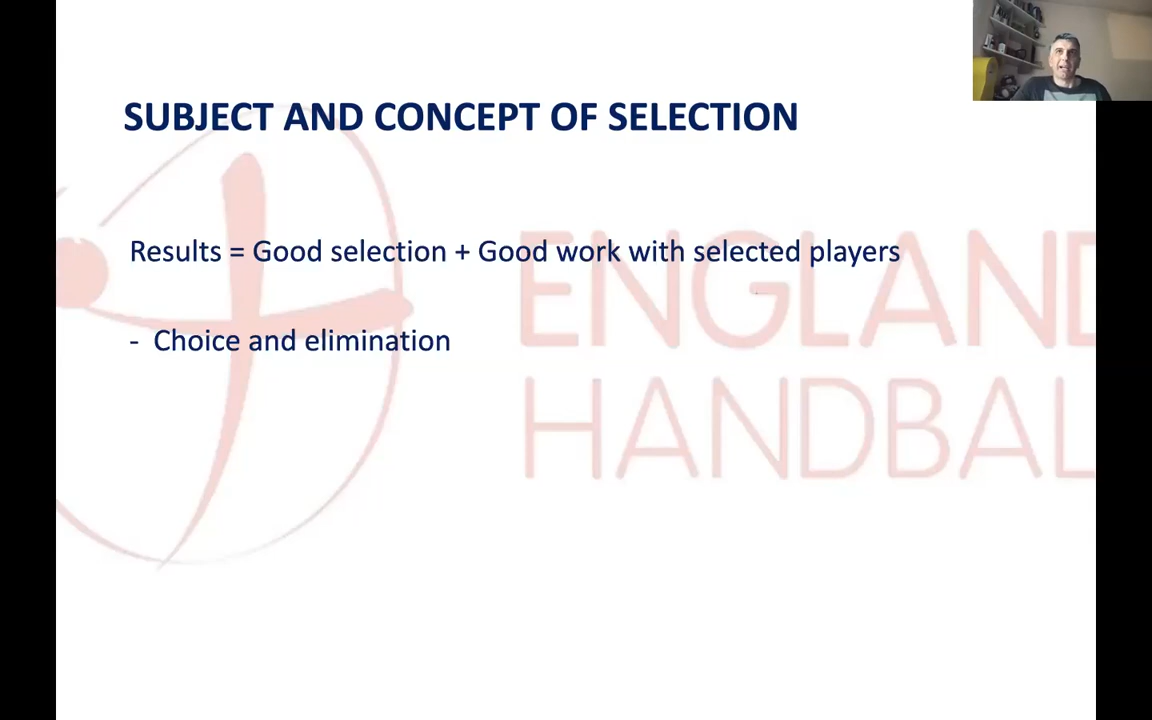 SUBJECT AND CONCEPT OF SELECTION
Results = Good selection + Good work with selected players
- Choice and elimination
ENGLAND
HANDBAL